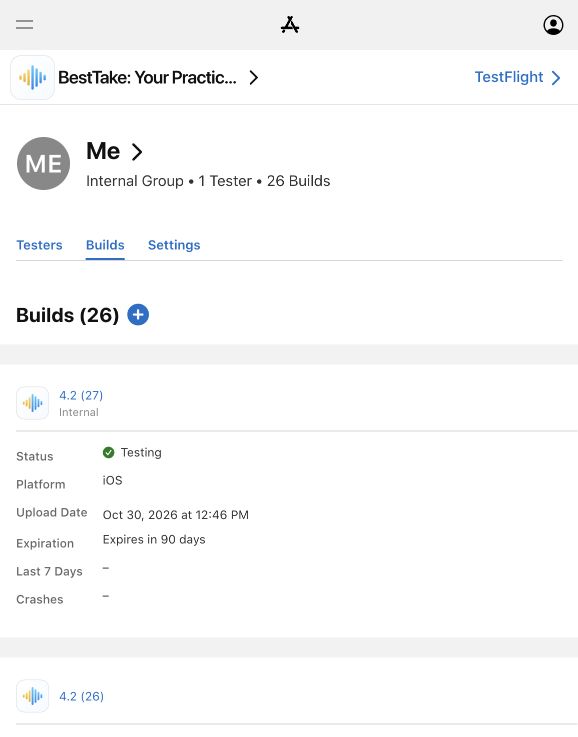 BestTake: Your Practic...
TestFlight
ME
Me
Internal Group • 1 Tester • 26 Builds
Testers Builds Settings
Builds (26)
4.2 (27)
Internal
Status Testing
Platform iOS
Upload Date Oct 30, 2026 at 12:46 PM
Expiration Expires in 90 days
Last 7 Days –
Crashes –
4.2 (26)